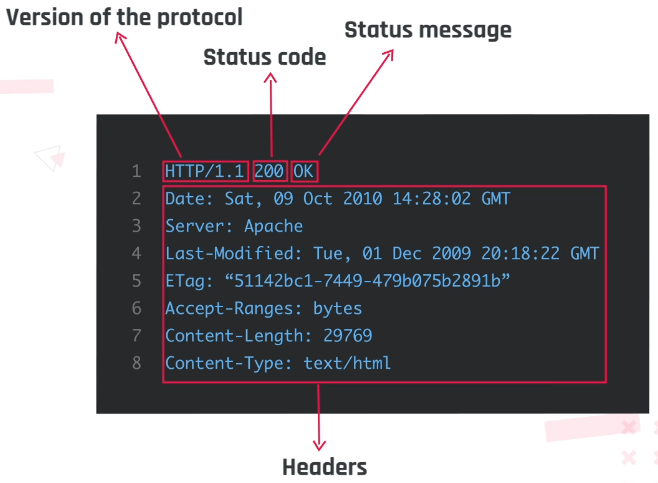 Version of the protocol
Status code
Status message
1 HTTP/1.1 200 OK
2 Date: Sat, 09 Oct 2010 14:28:02 GMT
3 Server: Apache
4 Last-Modified: Tue, 01 Dec 2009 20:18:22 GMT
5 ETag: “51142bc1-7449-479b075b2891b”
6 Accept-Ranges: bytes
7 Content-Length: 29769
8 Content-Type: text/html
Headers